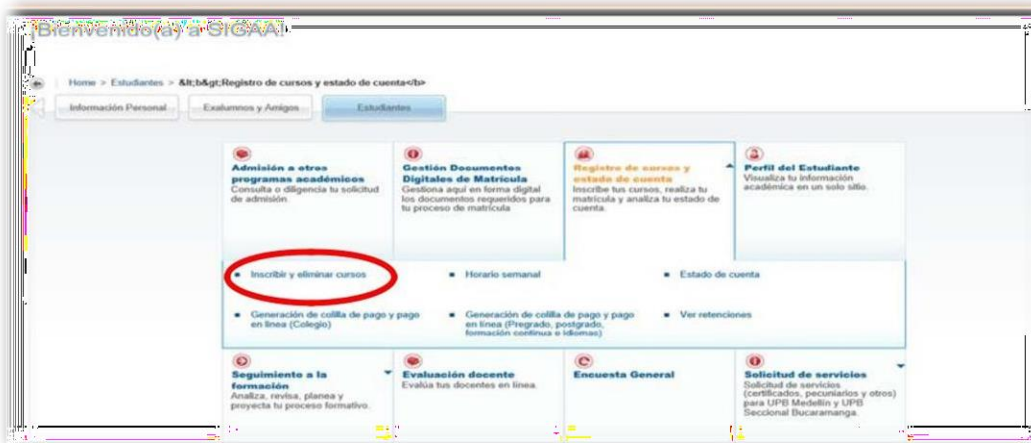 ¡Bienvenido(a) a SIGAA!
Home > Estudiantes > &lt;b&gt;Registro de cursos y estado de cuenta</b>
Información Personal
Exalumnos y Amigos
Estudiantes
Admisión a otros
programas académicos
Consulta o diligencia tu solicitud
de admisión.
Gestión Documentos
Digitales de Matrícula
Gestiona aquí en forma digital
los documentos requeridos para
tu proceso de matrícula
Registro de cursos y
estado de cuenta
Inscribe tus cursos, realiza tu
matrícula y analiza tu estado de
cuenta.
Perfil del Estudiante
Visualiza tu información
académica en un solo sitio.
Inscribir y eliminar cursos
Horario semanal
Estado de cuenta
Generación de colilla de pago y pago
en línea (Colegio)
Generación de colilla de pago y pago
en línea (Pregrado, postgrado,
formación continua e idiomas)
Ver retenciones
Seguimiento a la
formación
Analiza, revisa, planea y
proyecta tu proceso formativo.
Evaluación docente
Evalúa tus docentes en línea.
Encuesta General
Solicitud de servicios
Solicitud de servicios
(certificados, pecuniarios y otros)
para UPB Medellín y UPB
Seccional Bucaramanga.